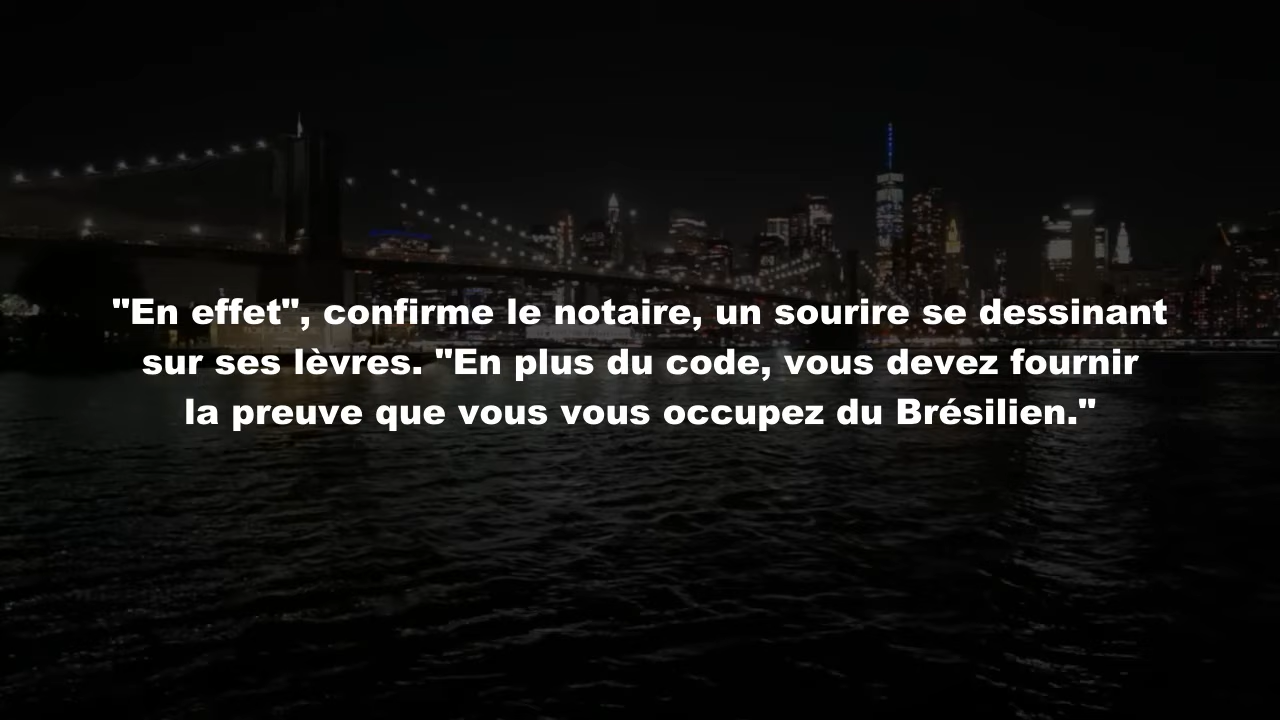 "En effet", confirme le notaire, un sourire se dessinant
sur ses lèvres. "En plus du code, vous devez fournir
la preuve que vous vous occupez du Brésilien."